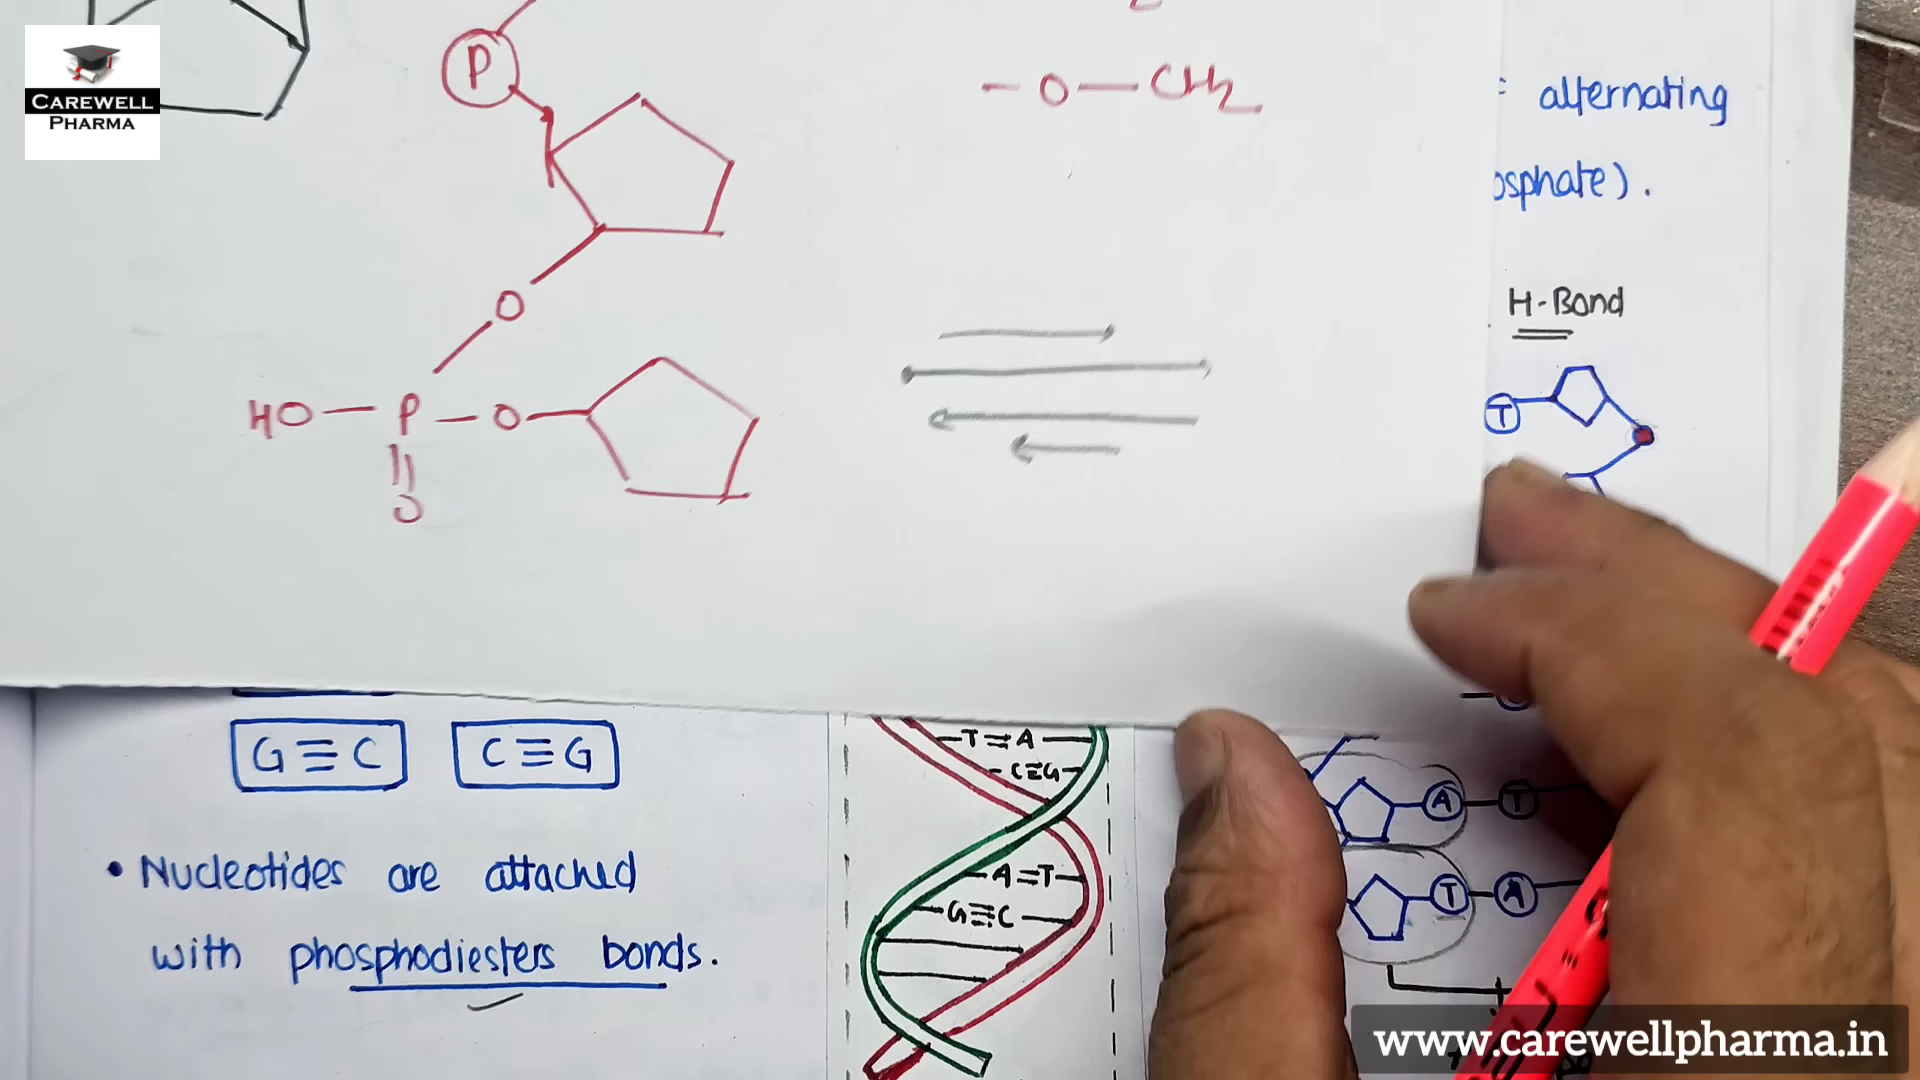 CAREWELL
PHARMA
P
- O - CH2
alternating
osphate).
H-Bond
O
T
HO - P - O
O
G≡C
C≡G
T=A
C≡G
• Nucleotides are attached
with phosphodiesters bonds.
A=T
G≡C
A - T
T - A
www.carewellpharma.in